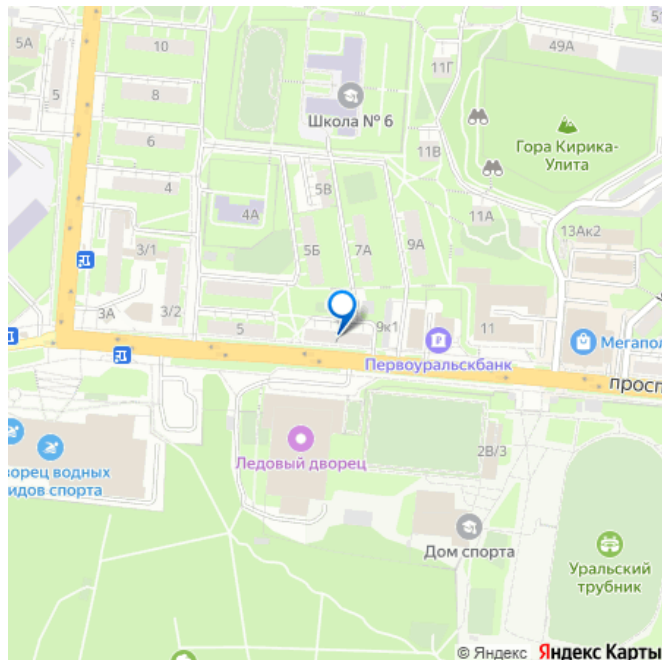 5А
10
49А
5
8
11Г
Школа № 6
6
11В
Гора Кирика-
Улита
4
5В
4А
11А
13Ак2
3/1
5Б
7А
9А
3А
3/2
5
9к1
11
Мегапол
Первоуральскбанк
просп
Ледовый дворец
2В/3
ворец водных
идов спорта
Дом спорта
Уральский
трубник
© Яндекс Яндекс Карты